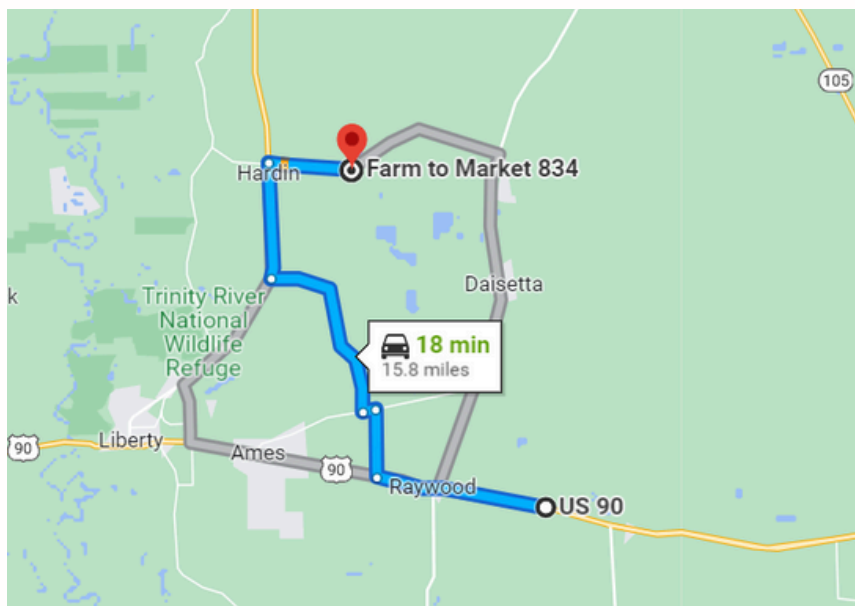 105
Hardin
Farm to Market 834
k
Trinity River
National
Wildlife
Refuge
Daisetta
18 min
15.8 miles
90
Liberty
Ames
90
Raywood
US 90